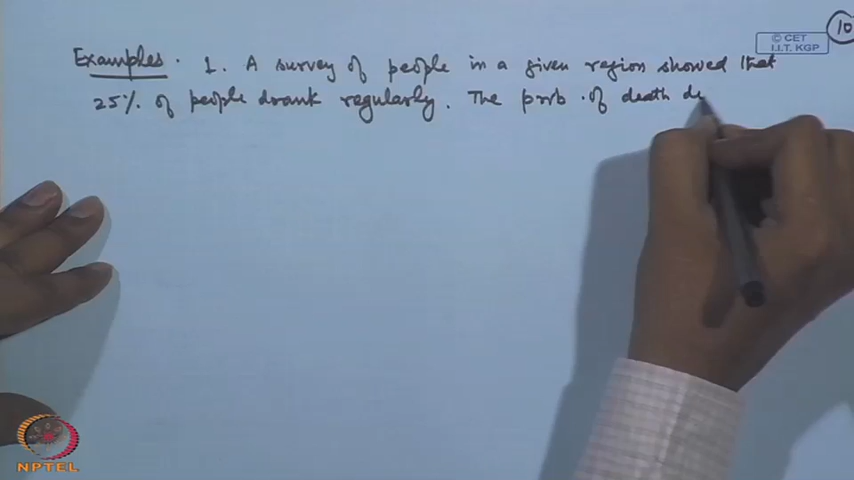 10
© CET
I.I.T. KGP
Examples. 1. A survey of people in a given region showed that
25% of people drank regularly. The prob. of death de
NPTEL